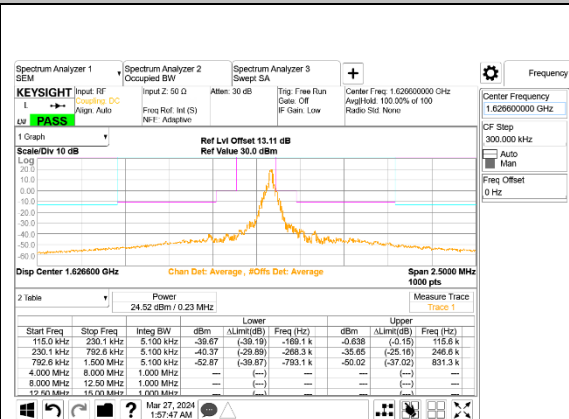 Spectrum Analyzer 1
SEM
Spectrum Analyzer 2
Occupied BW
Spectrum Analyzer 3
Swept SA
+
Frequency
KEYSIGHT
L
PASS
Input: RF
Coupling: DC
Align: Auto
Input Z: 50 Ω
Freq Ref: Int (S)
NFE: Adaptive
Atten: 30 dB
Trig: Free Run
Gate: Off
IF Gain: Low
Center Freq: 1.626600000 GHz
Avg|Hold: 100.00% of 100
Radio Std: None
Center Frequency
1.626600000 GHz
CF Step
300.000 kHz
Auto
Man
Freq Offset
0 Hz
1 Graph
Scale/Div 10 dB
Ref Lvl Offset 13.11 dB
Ref Value 30.0 dBm
Log
20.0
10.0
0.00
-10.0
-20.0
-30.0
-40.0
-50.0
-60.0
Disp Center 1.626600 GHz
Chan Det: Average , #Offs Det: Average
Span 2.5000 MHz
1000 pts
2 Table
Power
24.52 dBm / 0.23 MHz
Measure Trace
Trace 1
Lower Upper
Start Freq Stop Freq Integ BW dBm ΔLimit(dB) Freq (Hz) dBm ΔLimit(dB) Freq (Hz)
115.0 kHz 230.1 kHz 5.100 kHz -39.67 (-39.19) -169.1 k -0.638 (-0.15) 115.6 k
230.1 kHz 792.6 kHz 5.100 kHz -40.37 (-29.89) -268.3 k -35.65 (-25.16) 246.6 k
792.6 kHz 1.500 MHz 5.100 kHz -52.87 (-39.87) -793.1 k -50.02 (-37.02) 831.3 k
4.000 MHz 8.000 MHz 1.000 MHz --- (---) --- --- (---) ---
8.000 MHz 12.50 MHz 1.000 MHz --- (---) --- --- (---) ---
12.50 MHz 15.00 MHz 1.000 MHz --- (---) --- --- (---) ---
?
Mar 27, 2024
1:57:47 AM